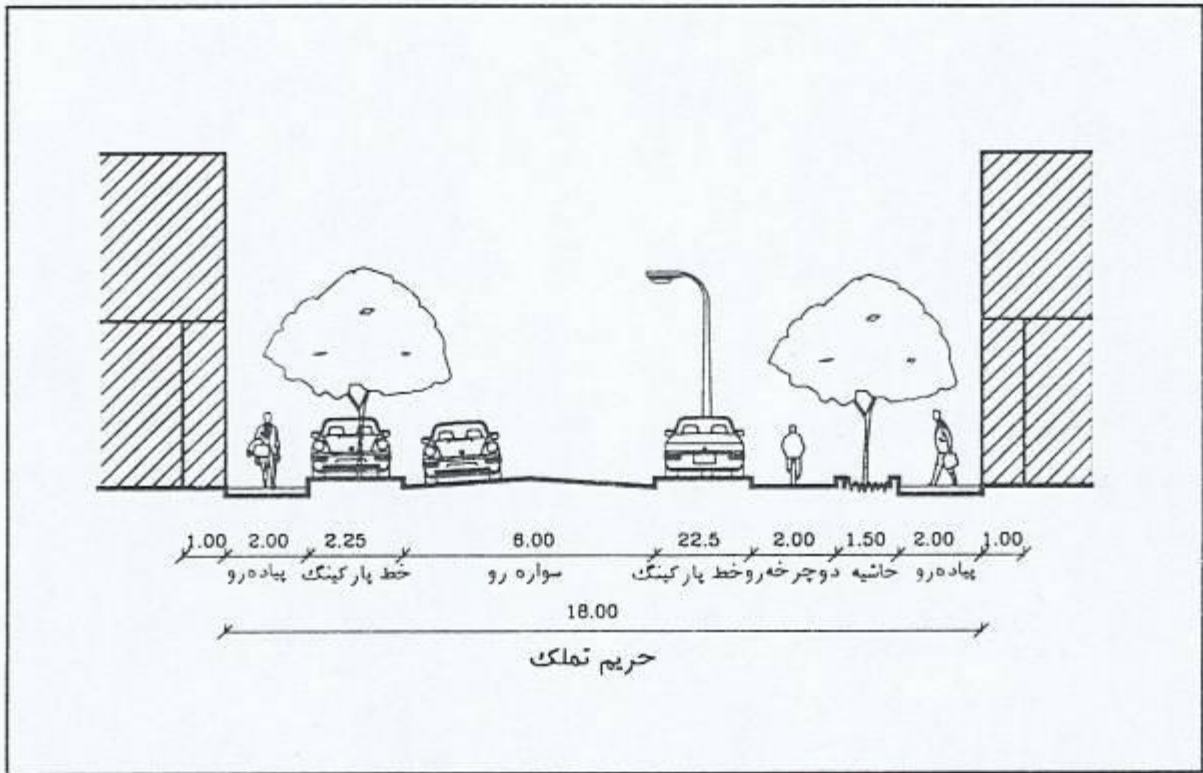 1.00 2.00 2.25 6.00 22.5 2.00 1.50 2.00 1.00
پیاده‌رو خط پارکینگ سواره رو خط پارکینگ دوچرخه‌رو حاشیه پیاده‌رو
18.00
حریم تملک